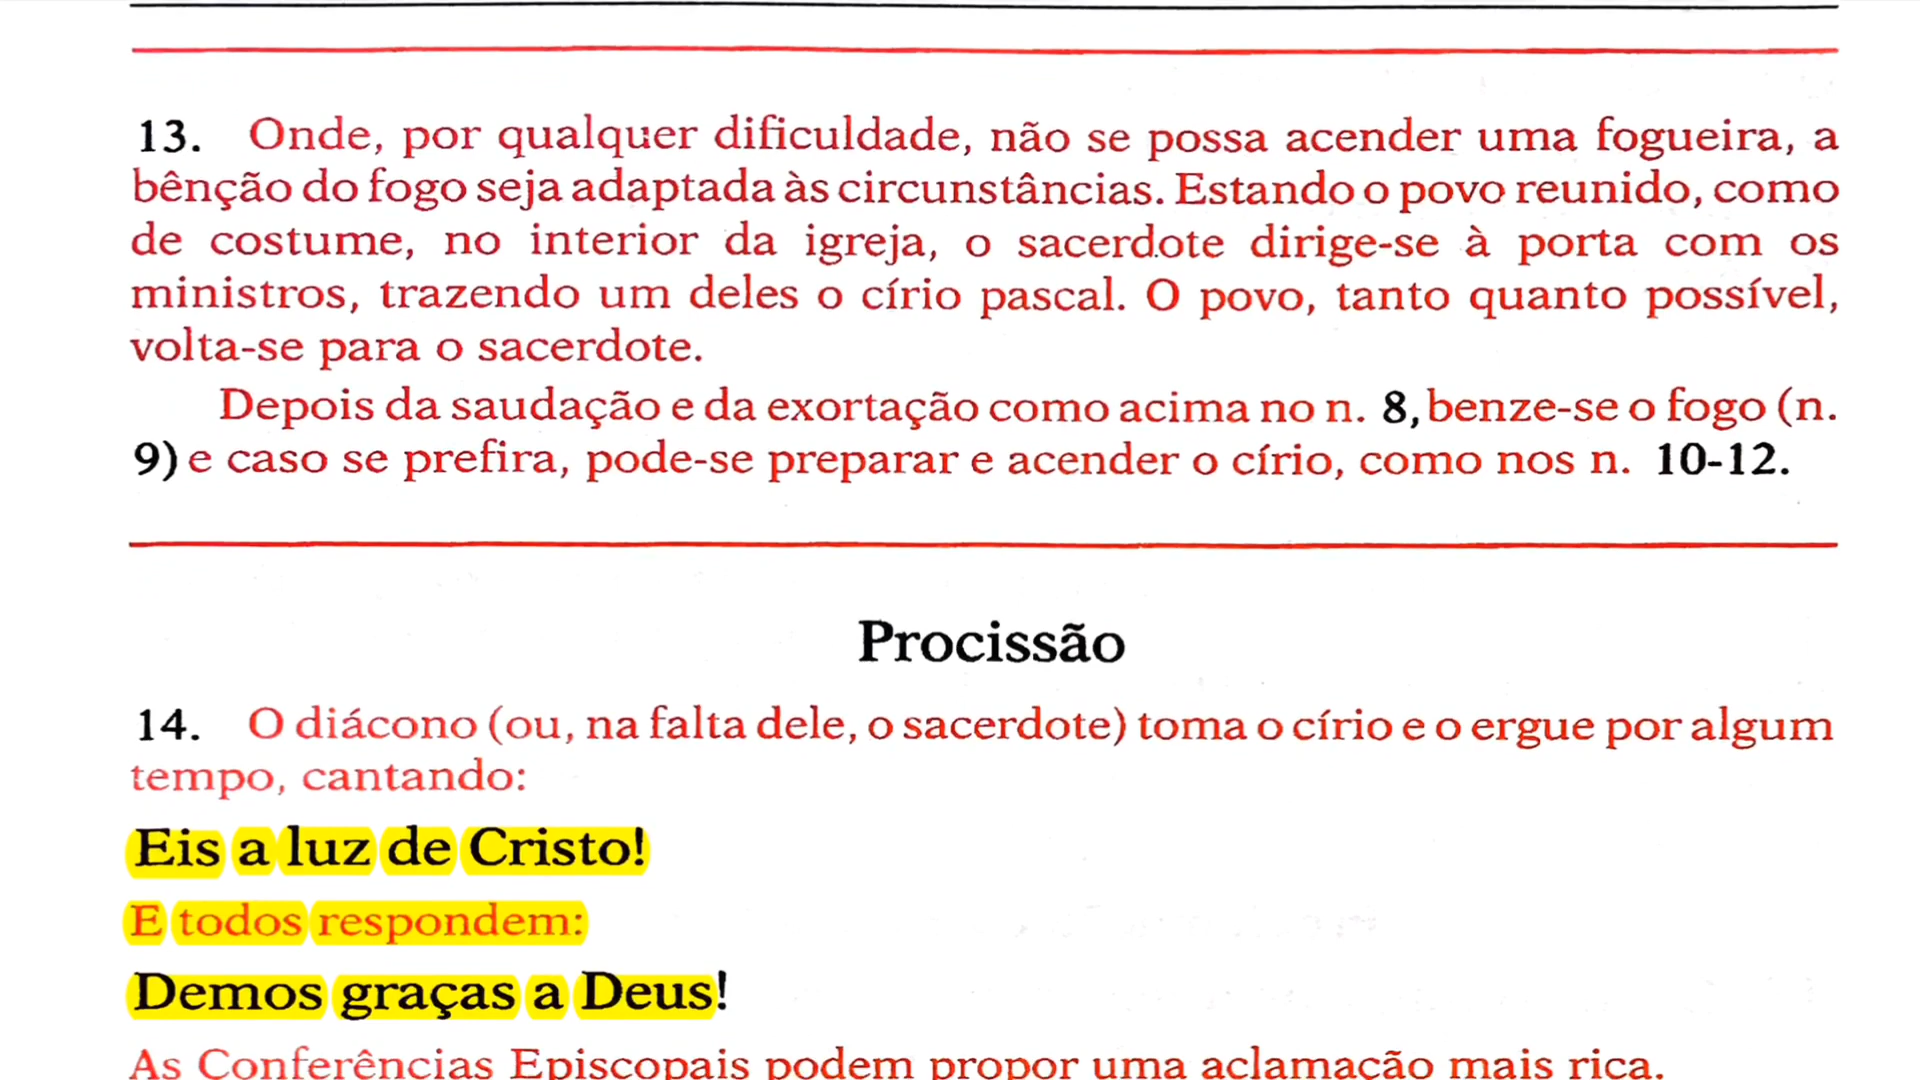 13. Onde, por qualquer dificuldade, não se possa acender uma fogueira, a
bênção do fogo seja adaptada às circunstâncias. Estando o povo reunido, como
de costume, no interior da igreja, o sacerdote dirige-se à porta com os
ministros, trazendo um deles o círio pascal. O povo, tanto quanto possível,
volta-se para o sacerdote.
Depois da saudação e da exortação como acima no n. 8, benze-se o fogo (n.
9) e caso se prefira, pode-se preparar e acender o círio, como nos n. 10-12.
Procissão
14. O diácono (ou, na falta dele, o sacerdote) toma o círio e o ergue por algum
tempo, cantando:
Eis a luz de Cristo!
E todos respondem:
Demos graças a Deus!
As Conferências Episcopais podem propor uma aclamação mais rica.